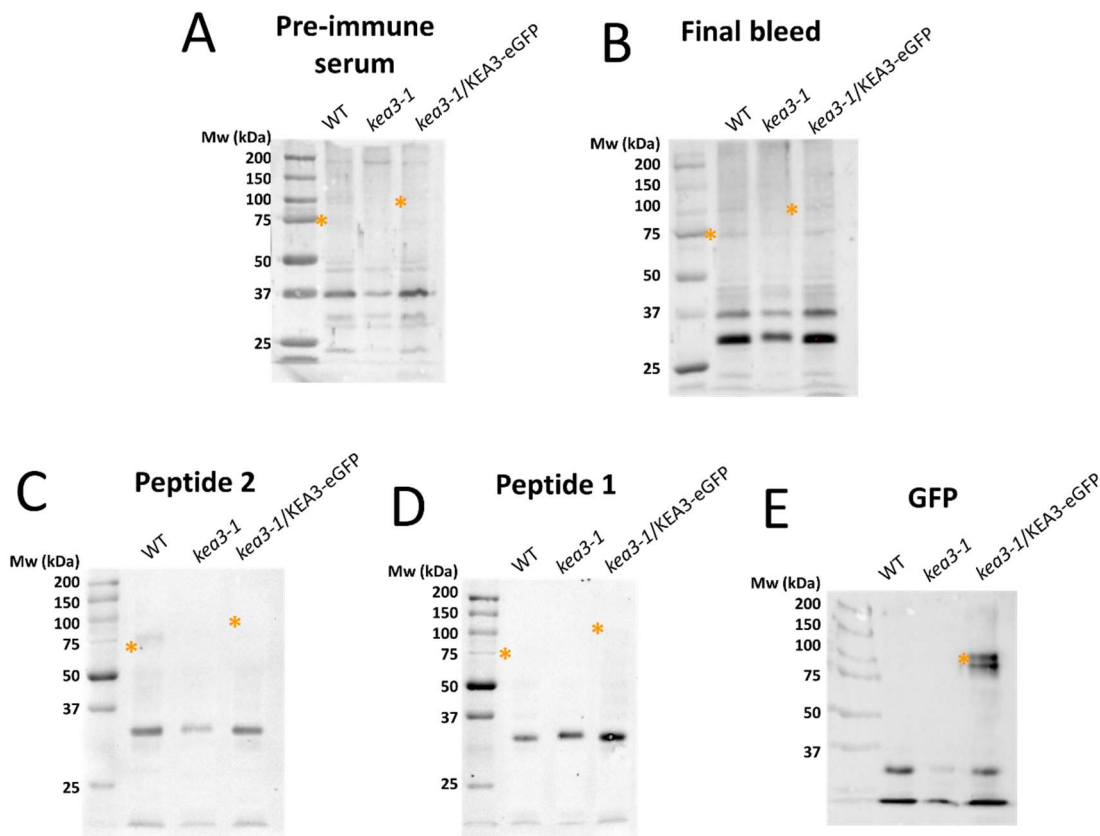 A
Pre-immune
serum
WT
kea3-1
kea3-1/KEA3-eGFP
Mw (kDa)
200
150
100
75
50
37
25
*
*
B
Final bleed
WT
kea3-1
kea3-1/KEA3-eGFP
Mw (kDa)
200
150
100
75
50
37
25
*
*
C
Peptide 2
WT
kea3-1
kea3-1/KEA3-eGFP
Mw (kDa)
200
150
100
75
50
37
25
*
*
D
Peptide 1
WT
kea3-1
kea3-1/KEA3-eGFP
Mw (kDa)
200
150
100
75
50
37
25
*
*
E
GFP
WT
kea3-1
kea3-1/KEA3-eGFP
Mw (kDa)
200
150
100
75
50
37
*